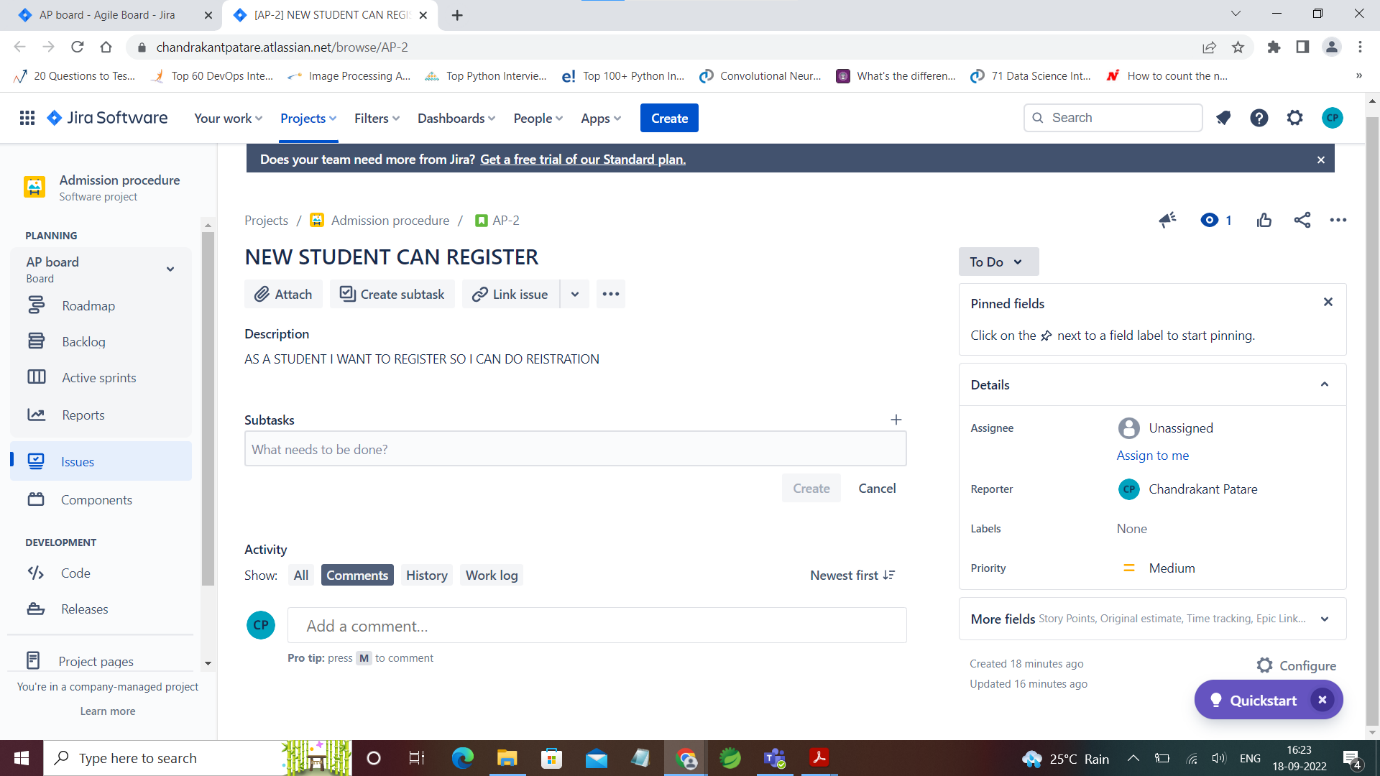 AP board - Agile Board - Jira
[AP-2] NEW STUDENT CAN REGIS
chandrakantpatare.atlassian.net/browse/AP-2
20 Questions to Tes...
Top 60 DevOps Inte...
Image Processing A...
Top Python Intervie...
Top 100+ Python In...
Convolutional Neur...
What's the differen...
71 Data Science Int...
How to count the n...
»
Jira Software
Your work
Projects
Filters
Dashboards
People
Apps
Create
Search
CP
Does your team need more from Jira? Get a free trial of our Standard plan.
Admission procedure
Software project
PLANNING
AP board
Board
Roadmap
Backlog
Active sprints
Reports
Issues
Components
DEVELOPMENT
Code
Releases
Project pages
You're in a company-managed project
Learn more
Projects / Admission procedure / AP-2
1
NEW STUDENT CAN REGISTER
Attach
Create subtask
Link issue
Description
AS A STUDENT I WANT TO REGISTER SO I CAN DO REISTRATION
Subtasks
What needs to be done?
Create
Cancel
Activity
Show: All Comments History Work log
Newest first
CP
Add a comment...
Pro tip: press M to comment
To Do
Pinned fields
Click on the next to a field label to start pinning.
Details
Assignee
Unassigned
Assign to me
Reporter
CP
Chandrakant Patare
Labels
None
Priority
Medium
More fields Story Points, Original estimate, Time tracking, Epic Link...
Created 18 minutes ago
Updated 16 minutes ago
Configure
Quickstart
Type here to search
25°C Rain
ENG
16:23
18-09-2022
4